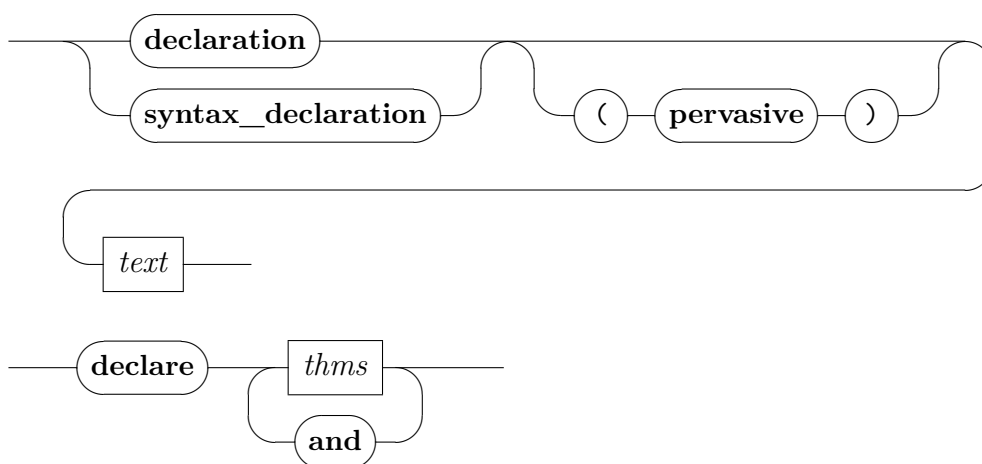 declaration
syntax_declaration ( pervasive )
text
declare thms
and